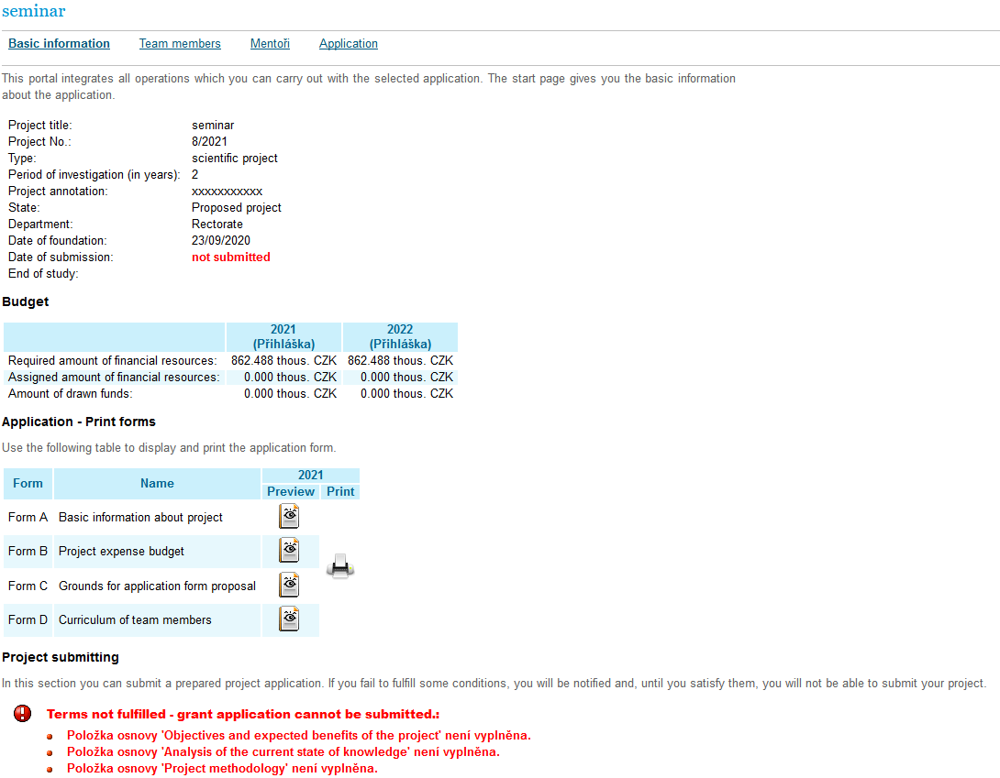 seminar
Basic information Team members Mentoři Application
This portal integrates all operations which you can carry out with the selected application. The start page gives you the basic information
about the application.
Project title: seminar
Project No.: 8/2021
Type: scientific project
Period of investigation (in years): 2
Project annotation: xxxxxxxxxxx
State: Proposed project
Department: Rectorate
Date of foundation: 23/09/2020
Date of submission: not submitted
End of study:
Budget
2021 2022
(Přihláška) (Přihláška)
Required amount of financial resources: 862.488 thous. CZK 862.488 thous. CZK
Assigned amount of financial resources: 0.000 thous. CZK 0.000 thous. CZK
Amount of drawn funds: 0.000 thous. CZK 0.000 thous. CZK
Application - Print forms
Use the following table to display and print the application form.
Form Name 2021
Preview Print
Form A Basic information about project
Form B Project expense budget
Form C Grounds for application form proposal
Form D Curriculum of team members
Project submitting
In this section you can submit a prepared project application. If you fail to fulfill some conditions, you will be notified and, until you satisfy them, you will not be able to submit your project.
Terms not fulfilled - grant application cannot be submitted.:
Položka osnovy 'Objectives and expected benefits of the project' není vyplněna.
Položka osnovy 'Analysis of the current state of knowledge' není vyplněna.
Položka osnovy 'Project methodology' není vyplněna.